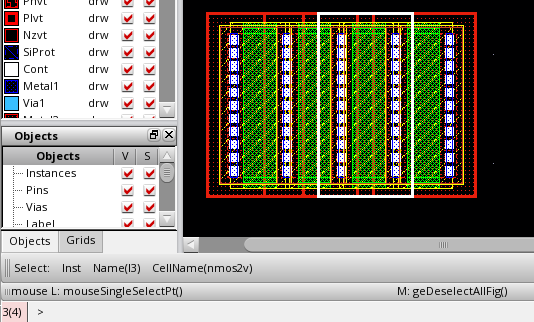 Phvt drw
Plvt drw
Nzvt drw
SiProt drw
Cont drw
Metal1 drw
Via1 drw
Objects
Objects V S
Instances
Pins
Vias
Label
Objects Grids
Select: Inst Name(I3) CellName(nmos2v)
mouse L: mouseSingleSelectPt() M: geDeselectAllFig()
3(4) >